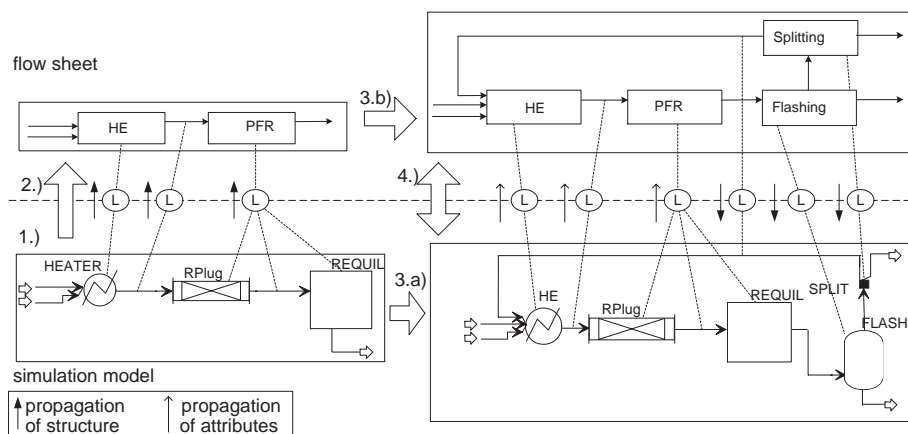 flow sheet
HE
PFR
3.b)
HE
PFR
Flashing
Splitting
2.)
L
L
L
4.)
L
L
L
L
L
L
1.)
HEATER
RPlug
REQUIL
3.a)
HE
RPlug
REQUIL
SPLIT
FLASH
simulation model
propagation
of structure
propagation
of attributes